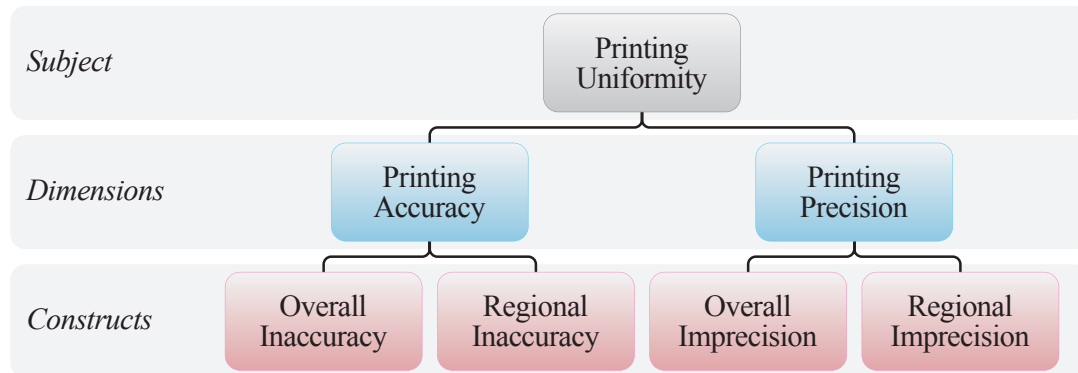 Subject
Printing
Uniformity
Dimensions
Printing
Accuracy
Printing
Precision
Constructs
Overall
Inaccuracy
Regional
Inaccuracy
Overall
Imprecision
Regional
Imprecision